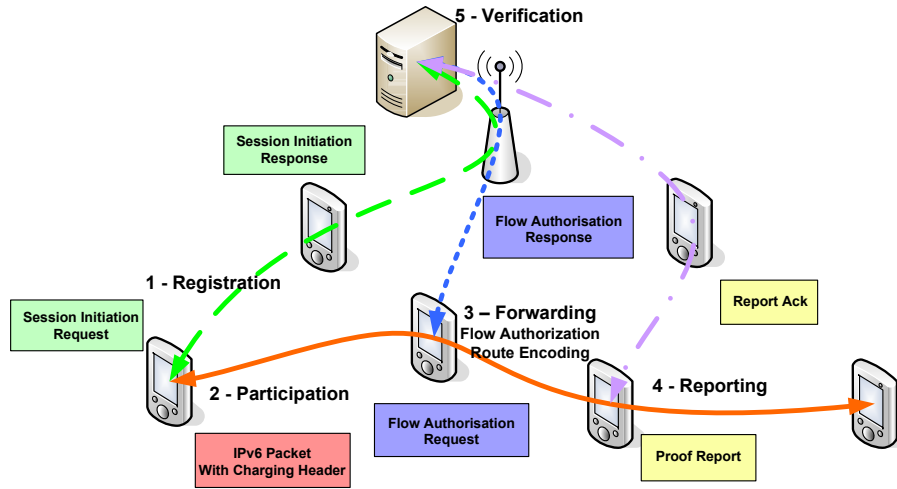 5 - Verification
Session Initiation
Response
Flow Authorisation
Response
1 - Registration
Session Initiation
Request
3 – Forwarding
Flow Authorization
Route Encoding
Report Ack
2 - Participation
4 - Reporting
IPv6 Packet
With Charging Header
Flow Authorisation
Request
Proof Report